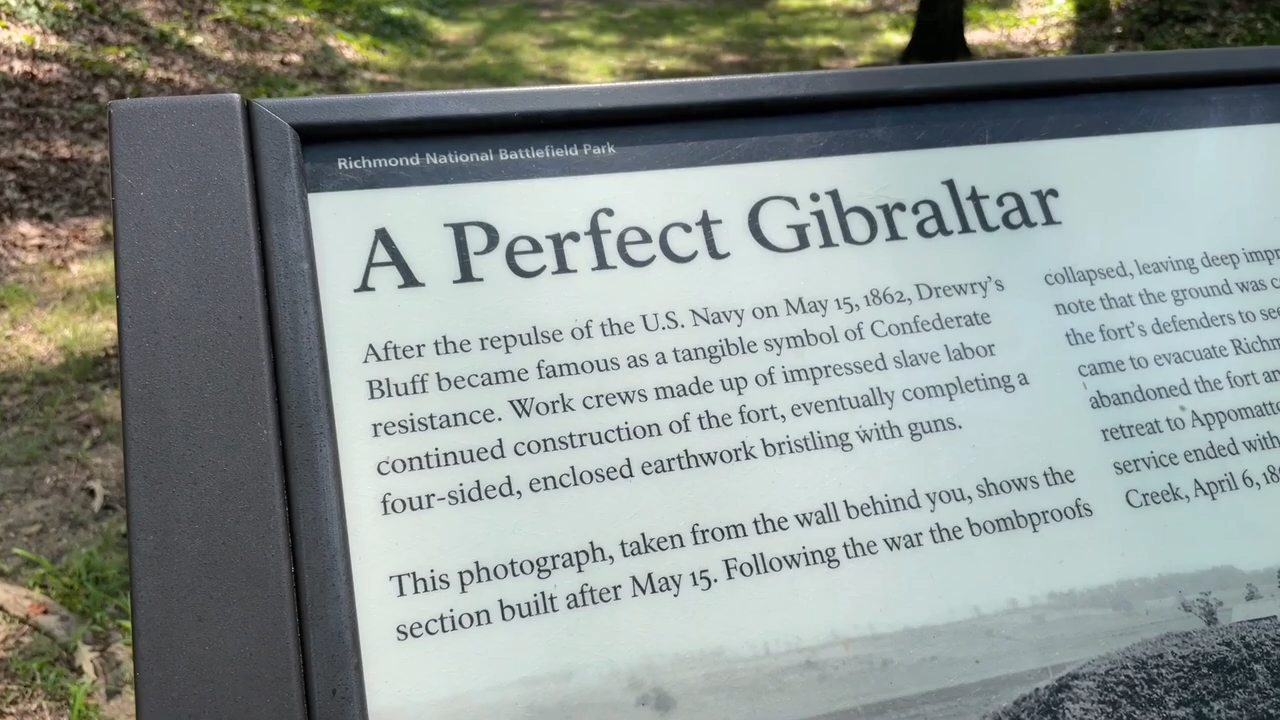 Richmond National Battlefield Park
A Perfect Gibraltar
After the repulse of the U.S. Navy on May 15, 1862, Drewry's
Bluff became famous as a tangible symbol of Confederate
resistance. Work crews made up of impressed slave labor
continued construction of the fort, eventually completing a
four-sided, enclosed earthwork bristling with guns.
This photograph, taken from the wall behind you, shows the
section built after May 15. Following the war the bombproofs
collapsed, leaving deep
note that the ground was
the fort's defenders to
came to evacuate
abandoned the fort
retreat to
service ended with
Creek, April 6,